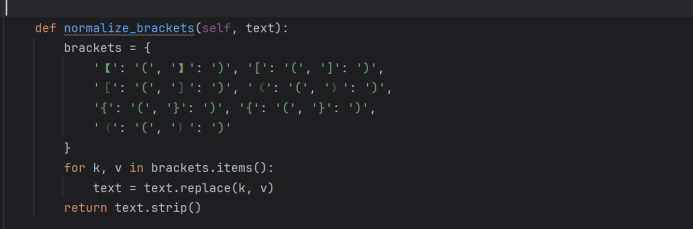 def normalize_brackets(self, text):
brackets = {
'【': '(', '】': ')', '[': '(', ']': ')',
'［': '(', '］': ')', '（': '(', '）': ')',
'{': '(', '}': ')', '{': '(', '}': ')',
'（': '(', '）': ')'
}
for k, v in brackets.items():
text = text.replace(k, v)
return text.strip()